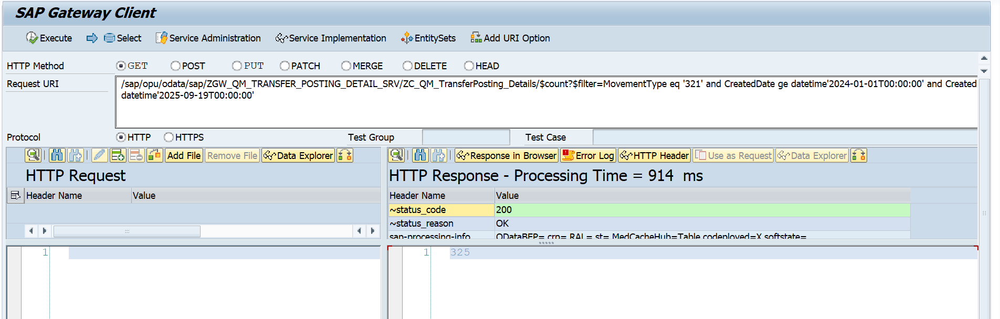 SAP Gateway Client
Execute Select Service Administration Service Implementation EntitySets Add URI Option
HTTP Method GET POST PUT PATCH MERGE DELETE HEAD
Request URI /sap/opu/odata/sap/ZGW_QM_TRANSFER_POSTING_DETAIL_SRV/ZC_QM_TransferPosting_Details/$count?$filter=MovementType eq '321' and CreatedDate ge datetime'2024-01-01T00:00:00' and Created
datetime'2025-09-19T00:00:00'
Protocol HTTP HTTPS Test Group Test Case
Add File Remove File Data Explorer Response in Browser Error Log HTTP Header Use as Request Data Explorer
HTTP Request HTTP Response - Processing Time = 914 ms
Header Name Value Header Name Value
~status_code 200
~status_reason OK
sap-processing-info ODataBEP= crp= RAL= st= MedCacheHub=Table codeployed=X softstate=
1 1 325